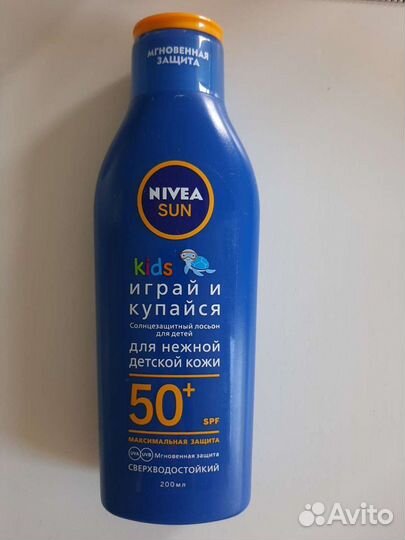 МГНОВЕННАЯ
ЗАЩИТА
NIVEA
SUN
kids
играй и
купайся
Солнцезащитный лосьон
для детей
для нежной
детской кожи
50+ SPF
МАКСИМАЛЬНАЯ ЗАЩИТА
UVA UVB Мгновенная защита
СВЕРХВОДОСТОЙКИЙ
200 мл
Avito